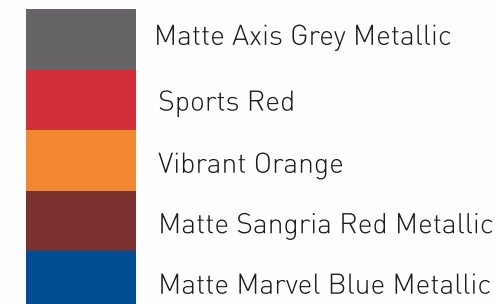 Matte Axis Grey Metallic
Sports Red
Vibrant Orange
Matte Sangria Red Metallic
Matte Marvel Blue Metallic